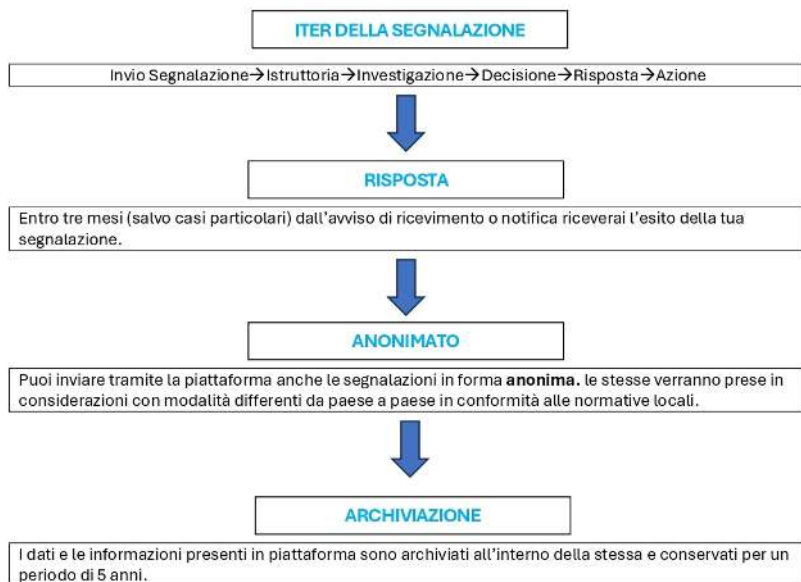 ITER DELLA SEGNALAZIONE
Invio Segnalazione→Istruttoria→Investigazione→Decisione→Risposta→Azione
RISPOSTA
Entro tre mesi (salvo casi particolari) dall'avviso di ricevimento o notifica riceverai l'esito della tua
segnalazione.
ANONIMATO
Puoi inviare tramite la piattaforma anche le segnalazioni in forma anonima. le stesse verranno prese in
considerazioni con modalità differenti da paese a paese in conformità alle normative locali.
ARCHIVIAZIONE
I dati e le informazioni presenti in piattaforma sono archiviati all'interno della stessa e conservati per un
periodo di 5 anni.